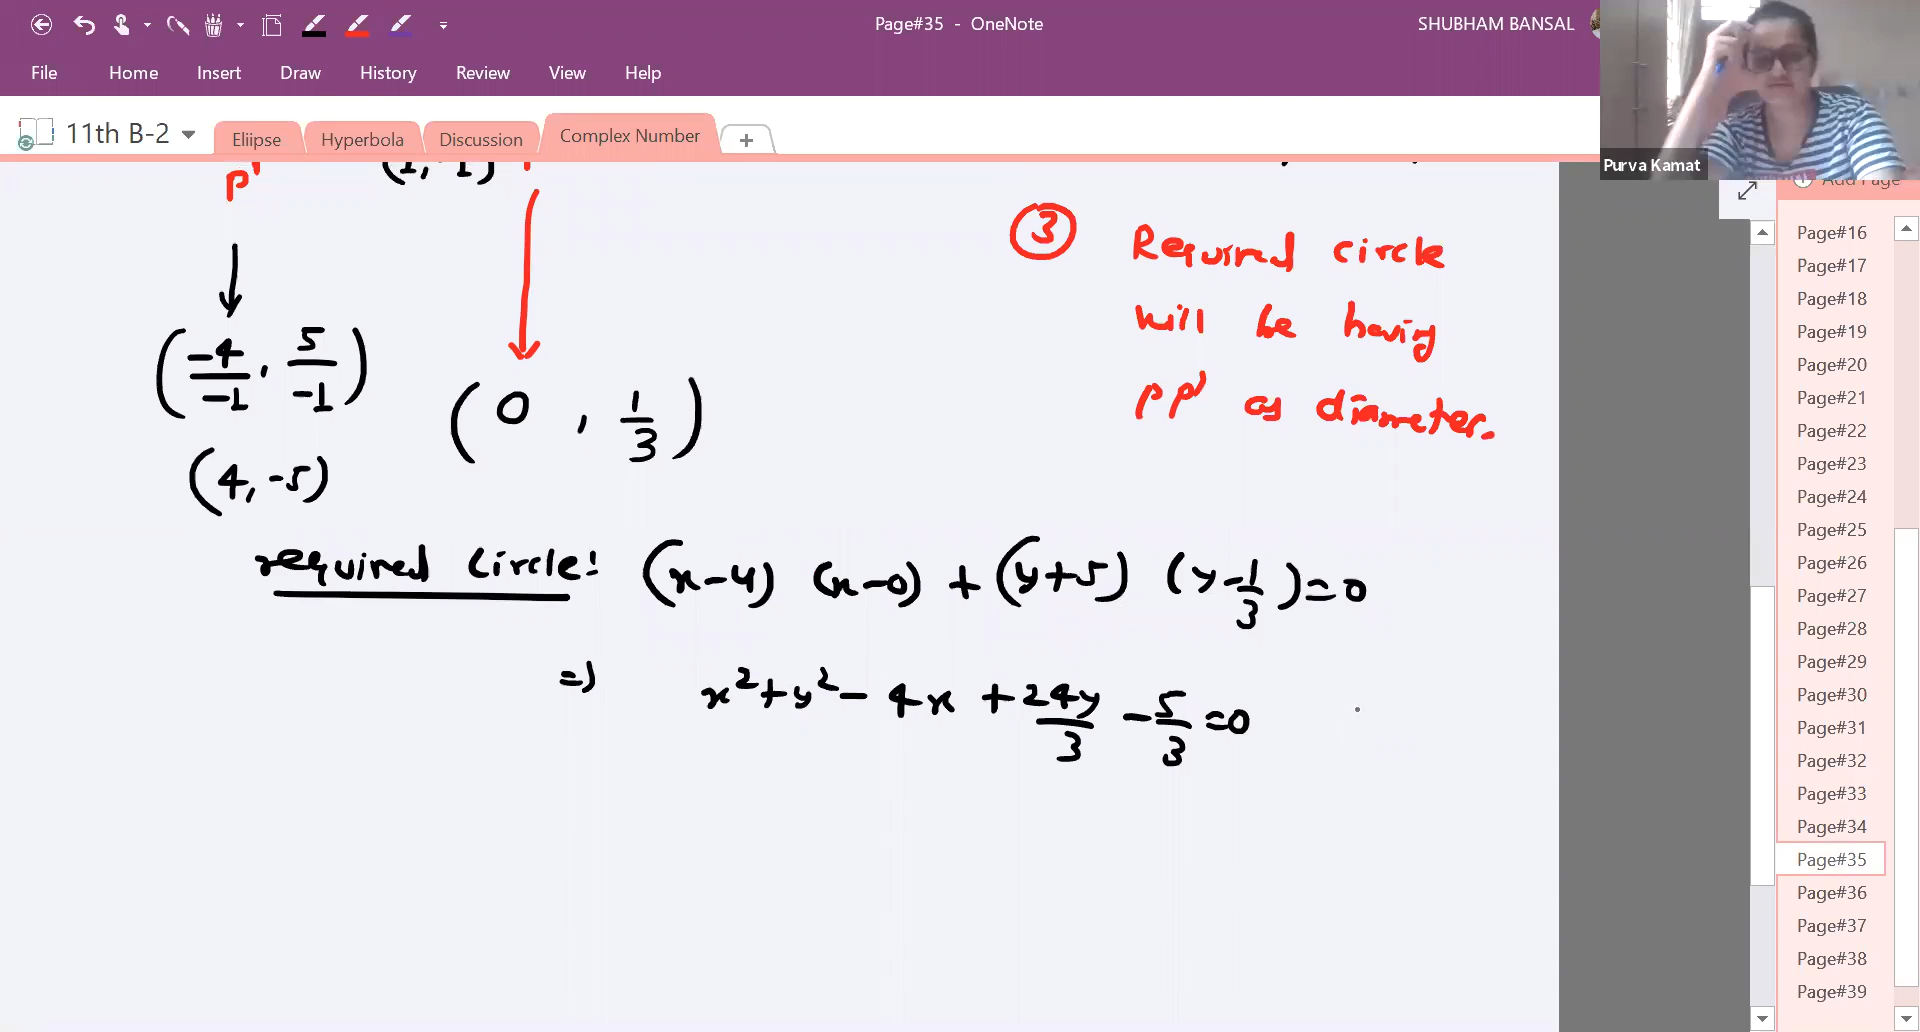 Page#35 - OneNote
SHUBHAM BANSAL
File Home Insert Draw History Review View Help
11th B-2
Eliipse Hyperbola Discussion Complex Number +
Purva Kamat
Add Page
P'
(1, -1)
(-4/-1, 5/-1)
(4, -5)
(0, 1/3)
③ Required circle
will be having
PP' as diameter.
required circle: (x-4) (x-0) + (y+5) (y-1/3)=0
=) x²+y²-4x+24y/3-5/3=0
Page#16
Page#17
Page#18
Page#19
Page#20
Page#21
Page#22
Page#23
Page#24
Page#25
Page#26
Page#27
Page#28
Page#29
Page#30
Page#31
Page#32
Page#33
Page#34
Page#35
Page#36
Page#37
Page#38
Page#39